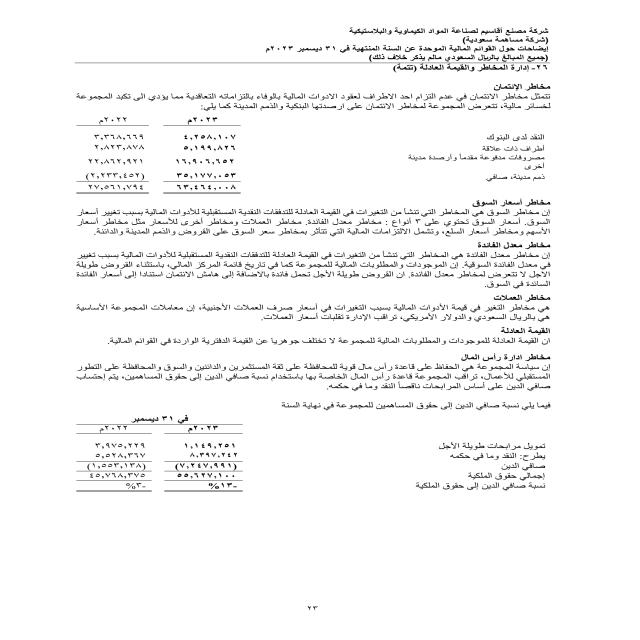 شركة مصنع أقاسيم لصناعة المواد الكيماوية والبلاستيكية
(شركة مساهمة سعودية)
إيضاحات حول القوائم المالية الموحدة عن السنة المنتهية في ٣١ ديسمبر ٢٠٢٣م
(جميع المبالغ بالريال السعودي مالم يذكر خلاف ذلك)
٢٦- إدارة المخاطر والقيمة العادلة (تتمة)
مخاطر الإئتمان
تتمثل مخاطر الائتمان في عدم التزام احد الاطراف لعقود الادوات المالية بالوفاء بالتزاماته التعاقدية مما يؤدي الى تكبد المجموعة
لخسائر مالية، تتعرض المجموعة لمخاطر الائتمان على ارصدتها البنكية والذمم المدينة كما يلي:
٢٠٢٣م ٢٠٢٢م
النقد لدى البنوك ٤,٢٥٨,١٠٧ ٣,٣٦٨,٦٦٩
أطراف ذات علاقة ٥,١٩٩,٨٢٦ ٢,٨٢٣,٨٧٨
مصروفات مدفوعة مقدماً وارصدة مدينة
أخرى ١٦,٩٠٦,٦٥٢ ٢٢,٨٦٢,٩٢١
ذمم مدينة، صافي ٣٥,١٧٧,٠٥٣ (٢,٢٣٣,٤٥٢)
٦٣,٤٦٤,٠٠٨ ٢٧,٥٦١,٧٩٤
مخاطر أسعار السوق
إن مخاطر السوق هي المخاطر التي تنشأ من التغيرات في القيمة العادلة للتدفقات النقدية المستقبلية للأدوات المالية بسبب تغيير أسعار
السوق. أسعار السوق تحتوي على ٣ أنواع : مخاطر معدل الفائدة. مخاطر العملات ومخاطر أخرى للأسعار مثل مخاطر أسعار
الأسهم ومخاطر أسعار السلع، وتشمل الالتزامات المالية التي تتأثر بمخاطر سعر السوق على القروض والذمم المدينة والدائنة.
مخاطر معدل الفائدة
إن مخاطر معدل الفائدة هي المخاطر التي تنشأ من التغيرات في القيمة العادلة للتدفقات النقدية المستقبلية للأدوات المالية بسبب تغيير
في معدل الفائدة السوقية. إن الموجودات والمطلوبات المالية للمجموعة كما في تاريخ قائمة المركز المالي، باستثناء القروض طويلة
الأجل لا تتعرض لمخاطر معدل الفائدة. ان القروض طويلة الأجل تحمل فائدة بالاضافة إلى هامش الائتمان استنادا إلى أسعار الفائدة
السائدة في السوق.
مخاطر العملات
هي مخاطر التغير في قيمة الأدوات المالية بسبب التغيرات في أسعار صرف العملات الأجنبية، إن معاملات المجموعة الأساسية
هي بالريال السعودي والدولار الأمريكي، تراقب الإدارة تقلبات أسعار العملات.
القيمة العادلة
ان القيمة العادلة للموجودات والمطلوبات المالية للمجموعة لا تختلف جوهريا عن القيمة الدفترية الواردة في القوائم المالية.
مخاطر ادارة رأس المال
إن سياسة المجموعة هي الحفاظ على قاعدة رأس مال قوية للمحافظة على ثقة المستثمرين والدائنين والسوق والمحافظة على التطور
المستقبلي للأعمال، تراقب المجموعة قاعدة رأس المال الخاصة بها باستخدام نسبة صافي الدين إلى حقوق المساهمين، يتم إحتساب
صافي الدين على أساس المرابحات ناقصاً النقد وما في حكمه.
فيما يلي نسبة صافي الدين إلى حقوق المساهمين للمجموعة في نهاية السنة
في ٣١ ديسمبر
٢٠٢٣م ٢٠٢٢م
تمويل مرابحات طويلة الأجل ١,١٤٩,٢٥١ ٣,٩٧٥,٢٢٩
يطرح: النقد وما في حكمه ٨,٣٩٧,٢٤٢ ٥,٥٢٨,٣٦٧
صافي الدين (٧,٢٤٧,٩٩١) (١,٥٥٣,١٣٨)
إجمالي حقوق الملكية ٥٥,٦٢٧,١٠٠ ٤٥,٧٦٨,٣٧٥
نسبة صافي الدين إلى حقوق الملكية -١٣% -٣%
٢٣